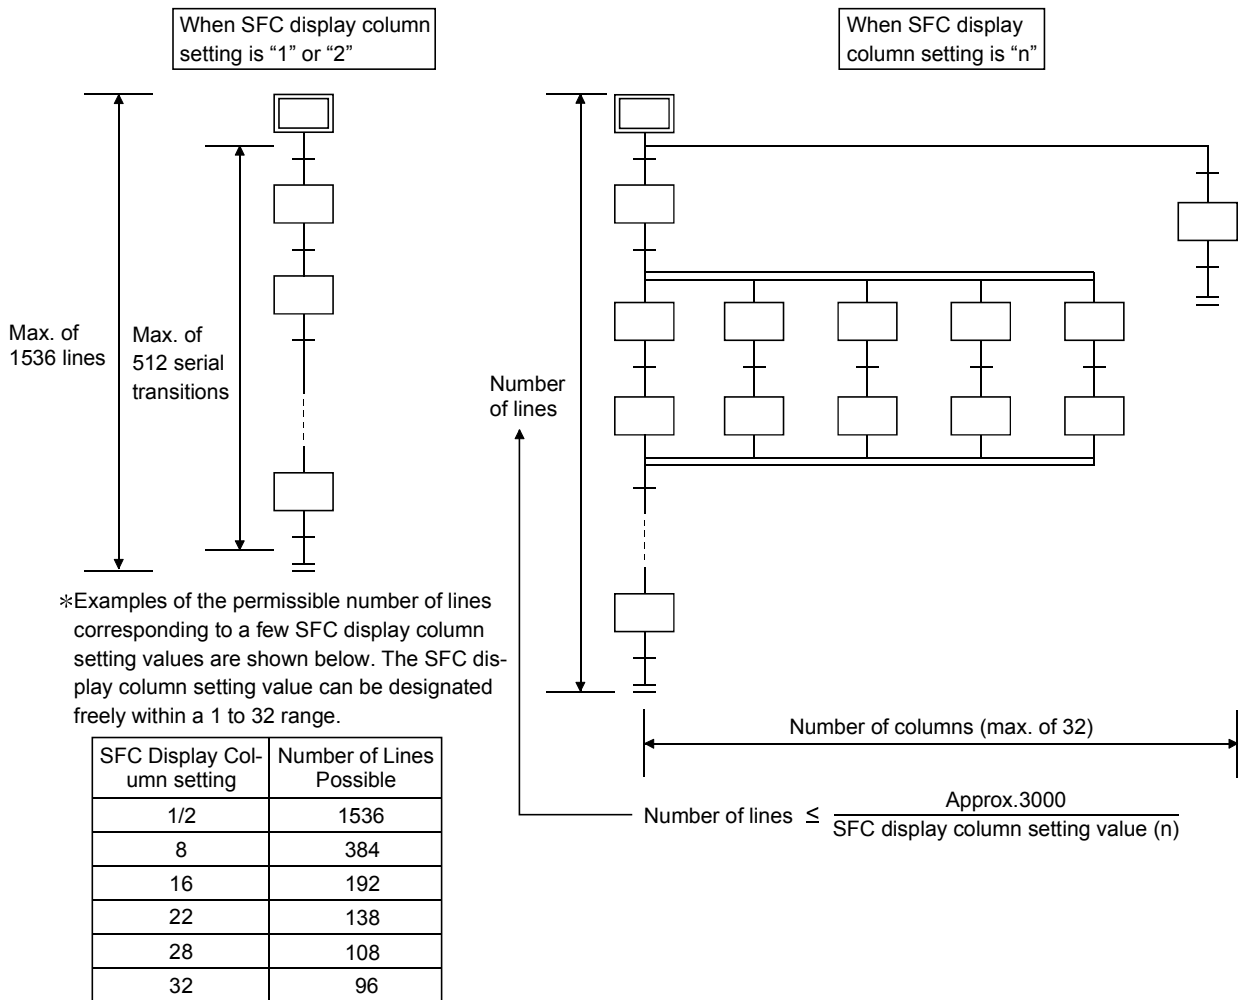 When SFC display column
setting is “1” or “2”
When SFC display
column setting is “n”
Max. of
1536 lines
Max. of
512 serial
transitions
Number
of lines
∗Examples of the permissible number of lines
corresponding to a few SFC display column
setting values are shown below. The SFC dis-
play column setting value can be designated
freely within a 1 to 32 range.
Number of columns (max. of 32)
Number of lines ≤ Approx.3000
SFC display column setting value (n)
SFC Display Col-
umn setting
Number of Lines
Possible
1/2 1536
8 384
16 192
22 138
28 108
32 96